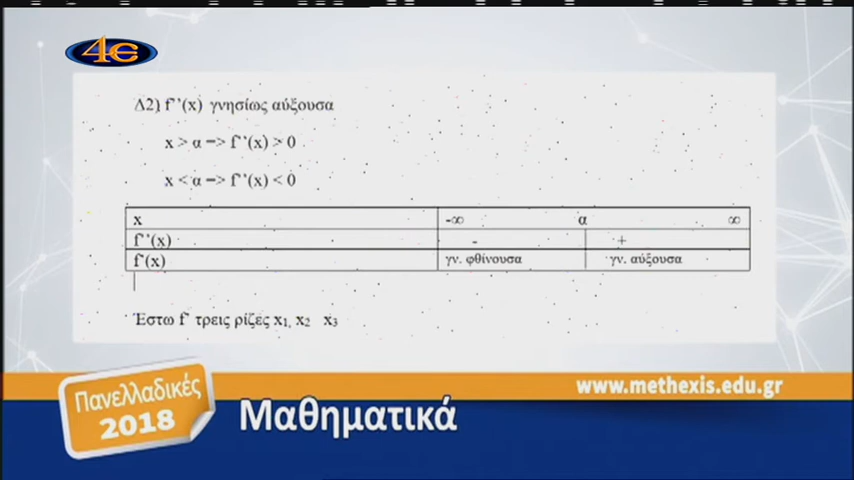 4E
Δ2) f''(x) γνησίως αύξουσα
x > α => f''(x) > 0
x < α => f''(x) < 0
x -∞ α ∞
f''(x) - +
f'(x) γν. φθίνουσα γν. αύξουσα
Έστω f' τρεις ρίζες x₁, x₂ x₃
www.methexis.edu.gr
Πανελλαδικές
2018
Μαθηματικά